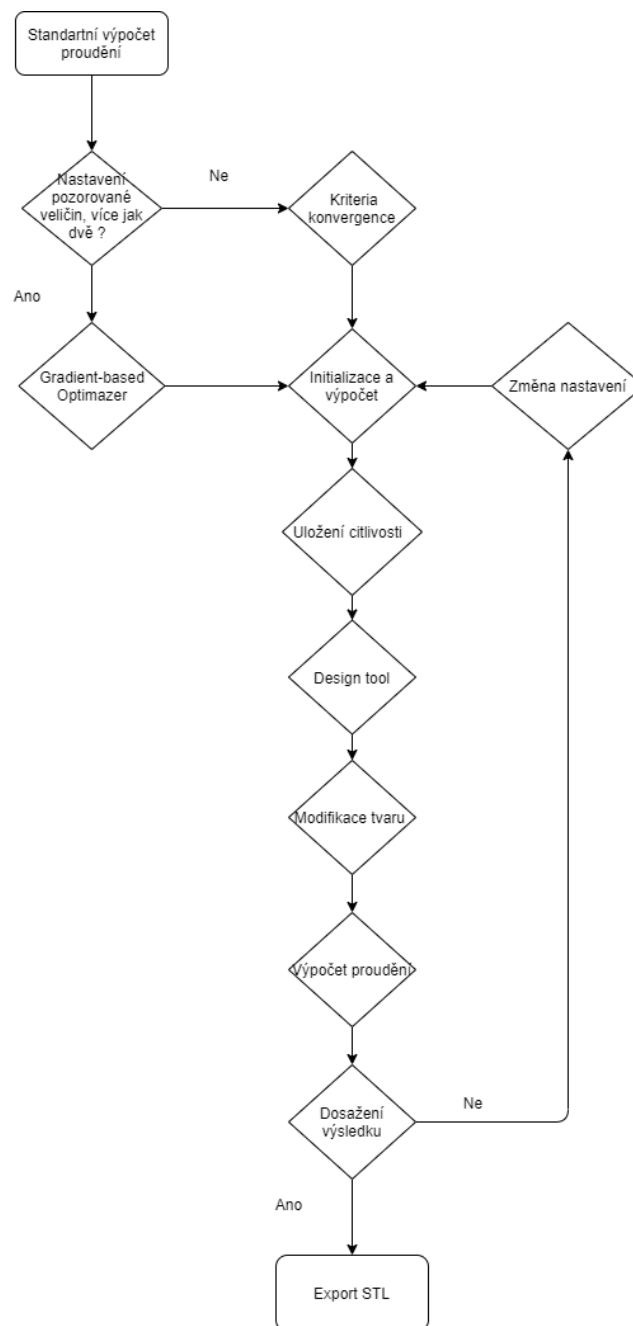 Standartní výpočet
proudění
Nastavení
pozorované
veličin, více jak
dvě ?
Ne
Kriteria
konvergence
Ano
Gradient-based
Optimazer
Initializace a
výpočet
Změna nastavení
Uložení citlivosti
Design tool
Modifikace tvaru
Výpočet proudění
Dosažení
výsledku
Ne
Ano
Export STL